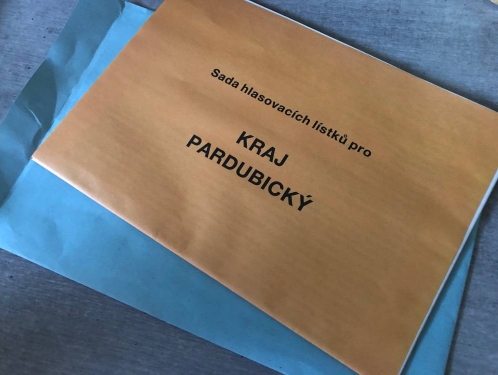 Sada hlasovacích lístků pro
KRAJ
PARDUBICKÝ